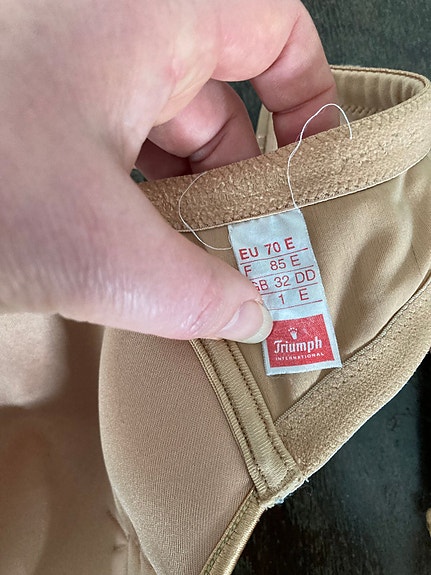 EU 70 E
F 85 E
GB 32 DD
1 E
Triumph
INTERNATIONAL